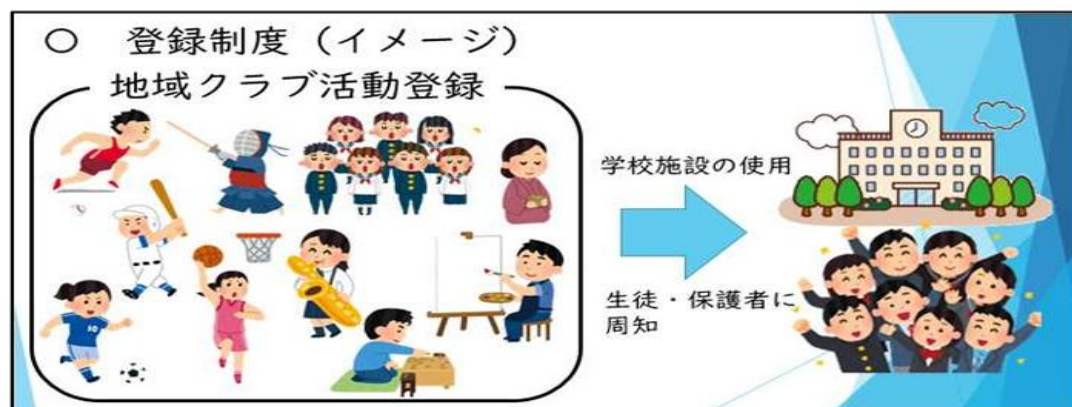 ○ 登録制度（イメージ）
地域クラブ活動登録
学校施設の使用
生徒・保護者に
周知